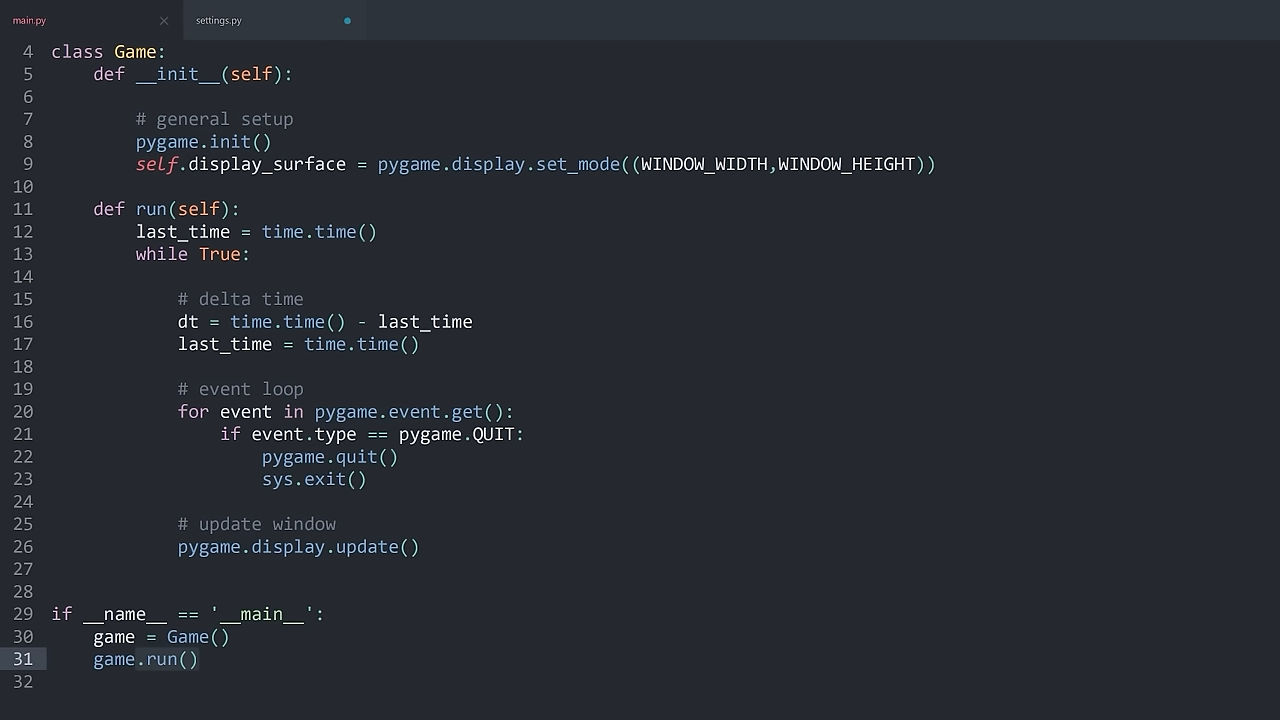 main.py × settings.py
4 class Game:
5     def __init__(self):
6
7         # general setup
8         pygame.init()
9         self.display_surface = pygame.display.set_mode((WINDOW_WIDTH,WINDOW_HEIGHT))
10
11     def run(self):
12         last_time = time.time()
13         while True:
14
15             # delta time
16             dt = time.time() - last_time
17             last_time = time.time()
18
19             # event loop
20             for event in pygame.event.get():
21                 if event.type == pygame.QUIT:
22                     pygame.quit()
23                     sys.exit()
24
25             # update window
26             pygame.display.update()
27
28
29 if __name__ == '__main__':
30     game = Game()
31     game.run()
32